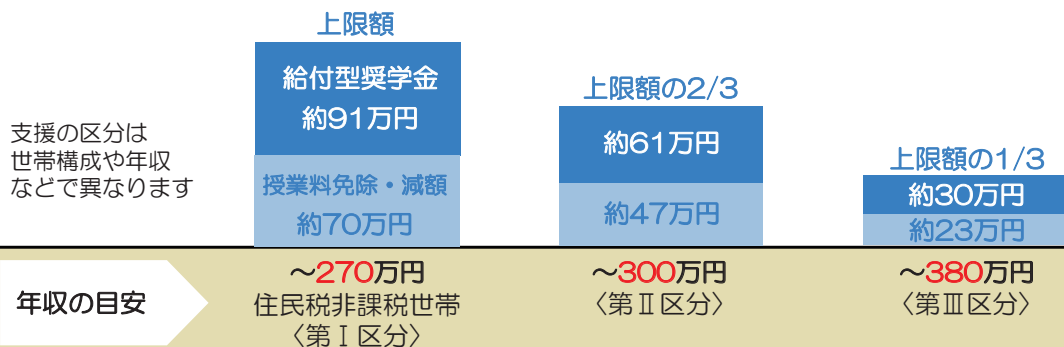 上限額
給付型奨学金
約91万円
授業料免除・減額
約70万円
上限額の2/3
約61万円
約47万円
上限額の1/3
約30万円
約23万円
支援の区分は
世帯構成や年収
などで異なります
年収の目安
～270万円
住民税非課税世帯
〈第Ⅰ区分〉
～300万円
〈第Ⅱ区分〉
～380万円
〈第Ⅲ区分〉